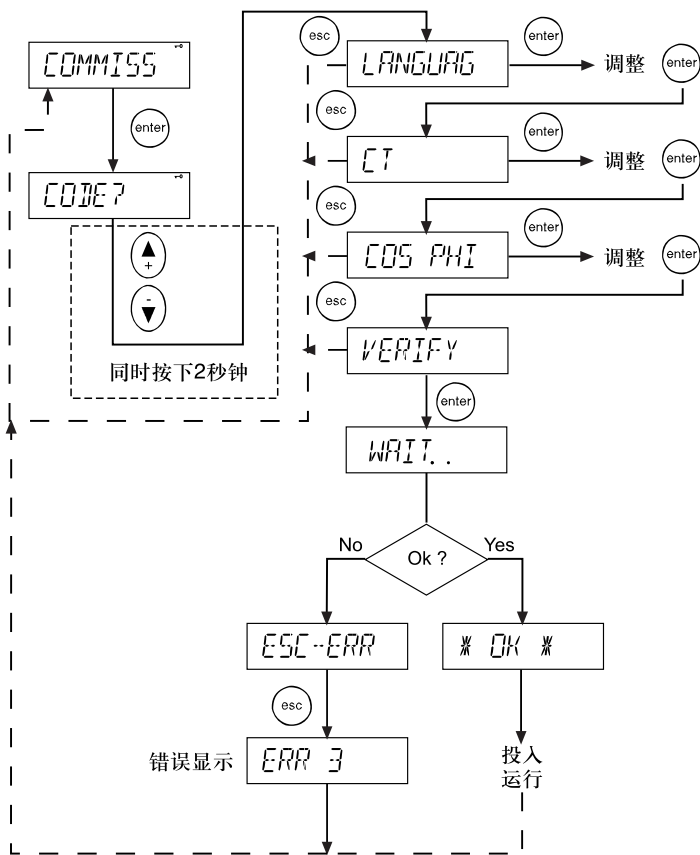 COMMISS
enter
CODE?
+
-
同时按下2秒钟
esc
LANGUAG
enter
调整
enter
esc
CT
enter
调整
enter
esc
COS PHI
enter
调整
enter
esc
VERIFY
enter
WAIT..
No
Ok ?
Yes
ESC-ERR
* OK *
esc
错误显示
ERR 3
投入
运行